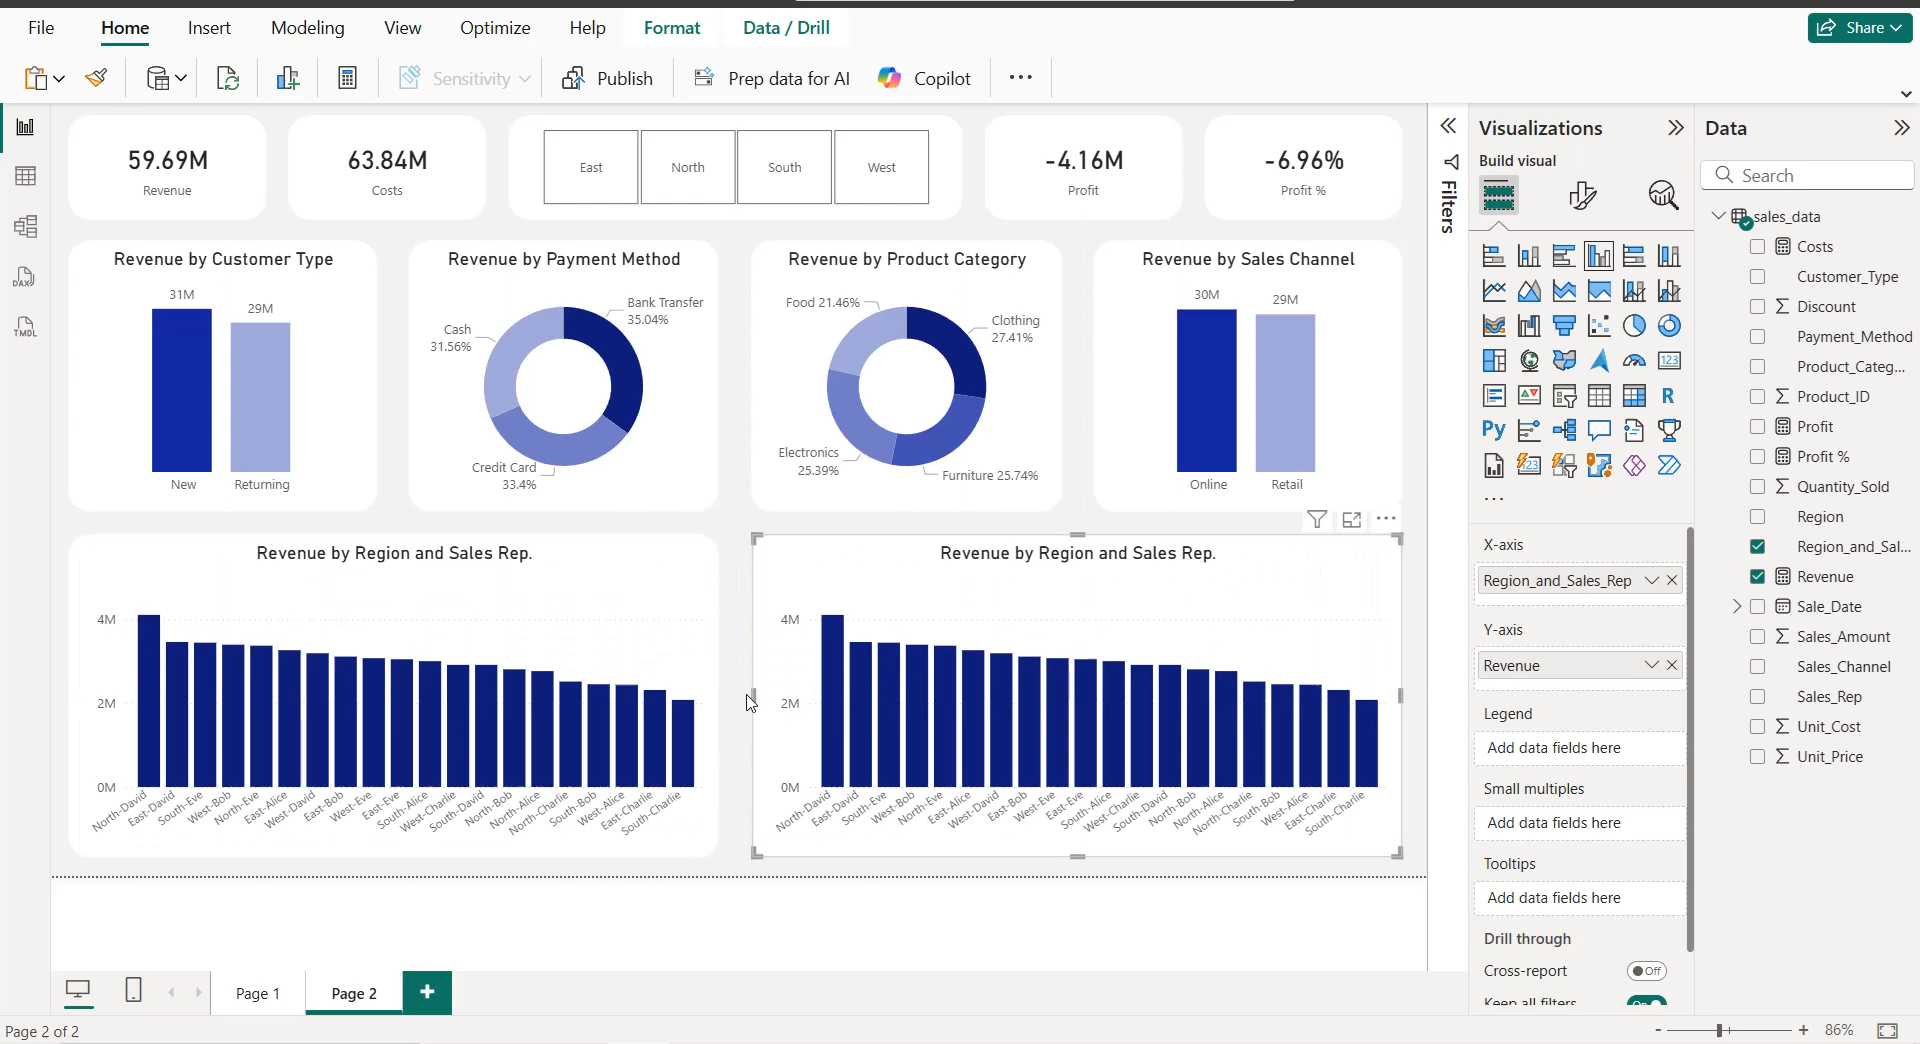 File Home Insert Modeling View Optimize Help Format Data / Drill Share
Sensitivity Publish Prep data for AI Copilot ...
59.69M
Revenue
63.84M
Costs
East North South West
-4.16M
Profit
-6.96%
Profit %
Revenue by Customer Type
31M
29M
New Returning
Revenue by Payment Method
Bank Transfer
35.04%
Cash
31.56%
Credit Card
33.4%
Revenue by Product Category
Food 21.46%
Clothing
27.41%
Electronics
25.39%
Furniture 25.74%
Revenue by Sales Channel
30M
29M
Online Retail
Revenue by Region and Sales Rep.
4M
2M
0M
North-David East-David South-Eve West-Bob North-Eve East-Alice West-David East-Bob West-Eve East-Eve South-Alice West-Charlie South-David North-Bob North-Alice North-Charlie South-Bob West-Alice East-Charlie South-Charlie
Revenue by Region and Sales Rep.
4M
2M
0M
North-David East-David South-Eve West-Bob North-Eve East-Alice West-David East-Bob West-Eve East-Eve South-Alice West-Charlie South-David North-Bob North-Alice North-Charlie South-Bob West-Alice East-Charlie South-Charlie
DAX
TMDL
Filters
Visualizations
Build visual
123
R
Py
123
...
X-axis
Region_and_Sales_Rep
Y-axis
Revenue
Legend
Add data fields here
Small multiples
Add data fields here
Tooltips
Add data fields here
Drill through
Cross-report Off
Keep all filters On
Data
Search
sales_data
Costs
Customer_Type
Discount
Payment_Method
Product_Categ...
Product_ID
Profit
Profit %
Quantity_Sold
Region
Region_and_Sal...
Revenue
Sale_Date
Sales_Amount
Sales_Channel
Sales_Rep
Unit_Cost
Unit_Price
Page 1 Page 2 +
Page 2 of 2
- + 86%